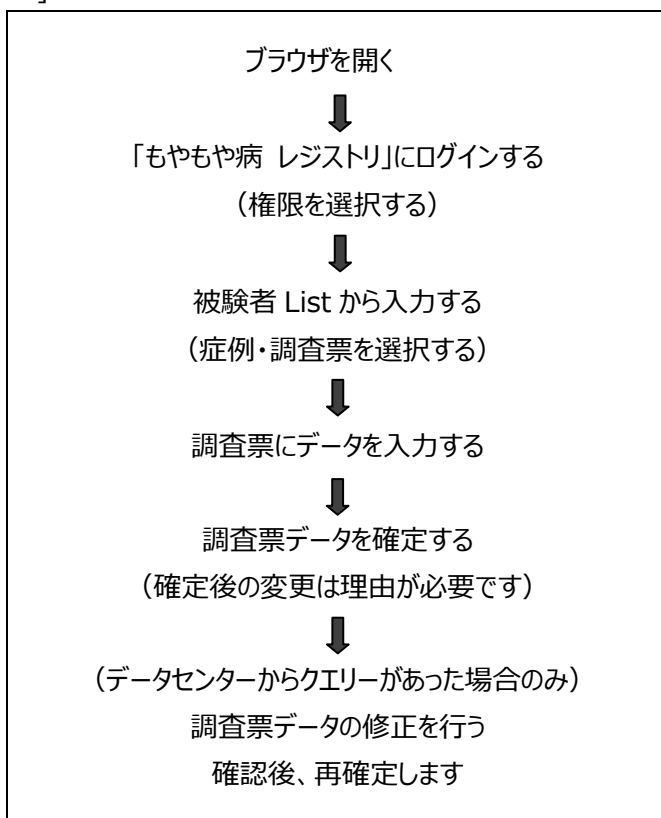 ブラウザを開く
「もやもや病 レジストリ」にログインする
（権限を選択する）
被験者 List から入力する
（症例・調査票を選択する）
調査票にデータを入力する
調査票データを確定する
（確定後の変更は理由が必要です）
（データセンターからクエリーがあった場合のみ）
調査票データの修正を行う
確認後、再確定します